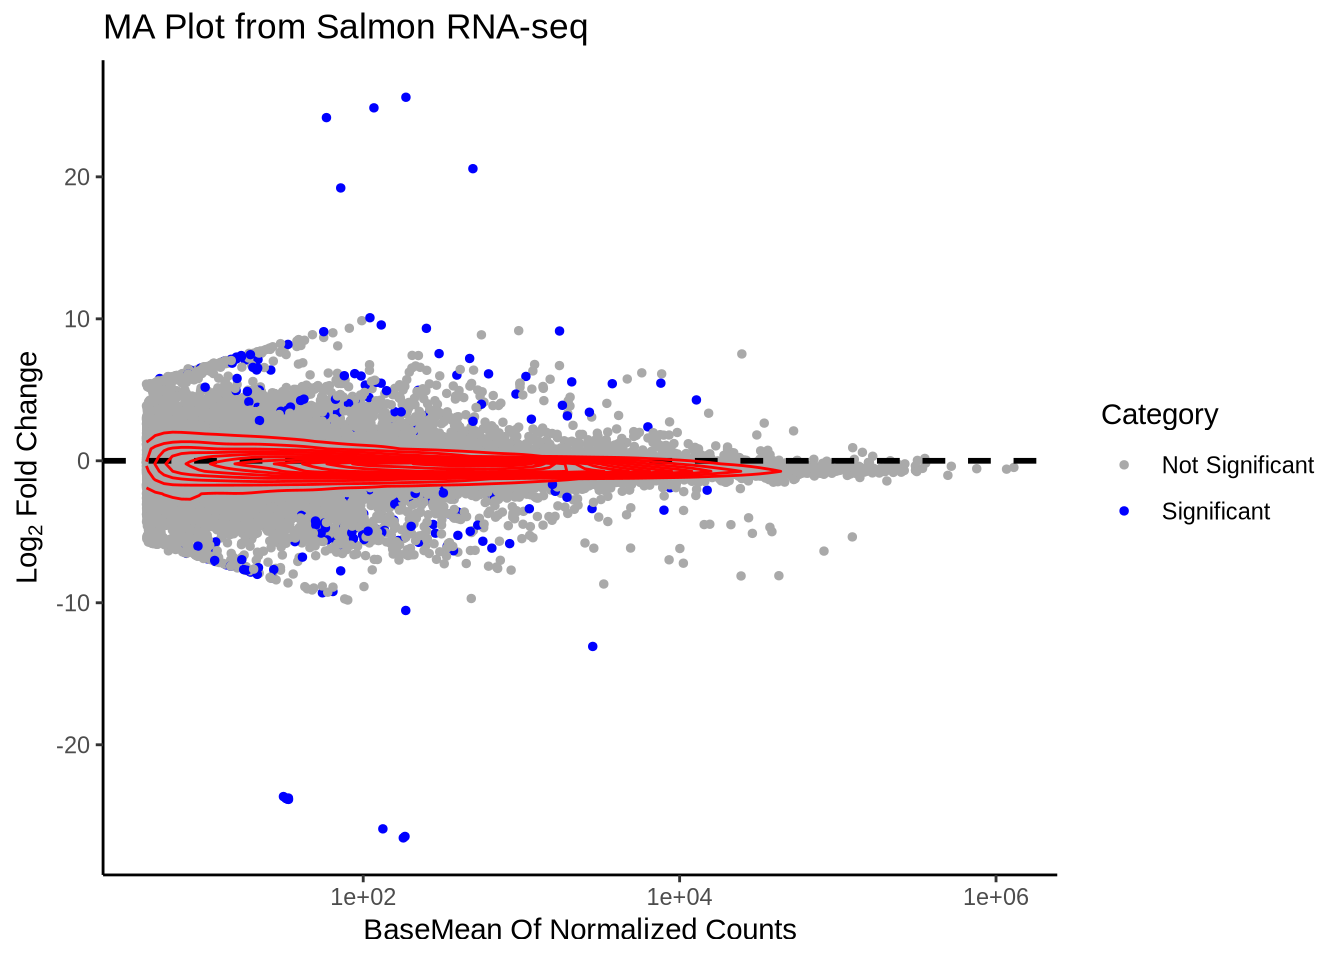 MA Plot from Salmon RNA-seq
Log₂ Fold Change
20
10
0
-10
-20
1e+02
1e+04
1e+06
BaseMean Of Normalized Counts
Category
Not Significant
Significant